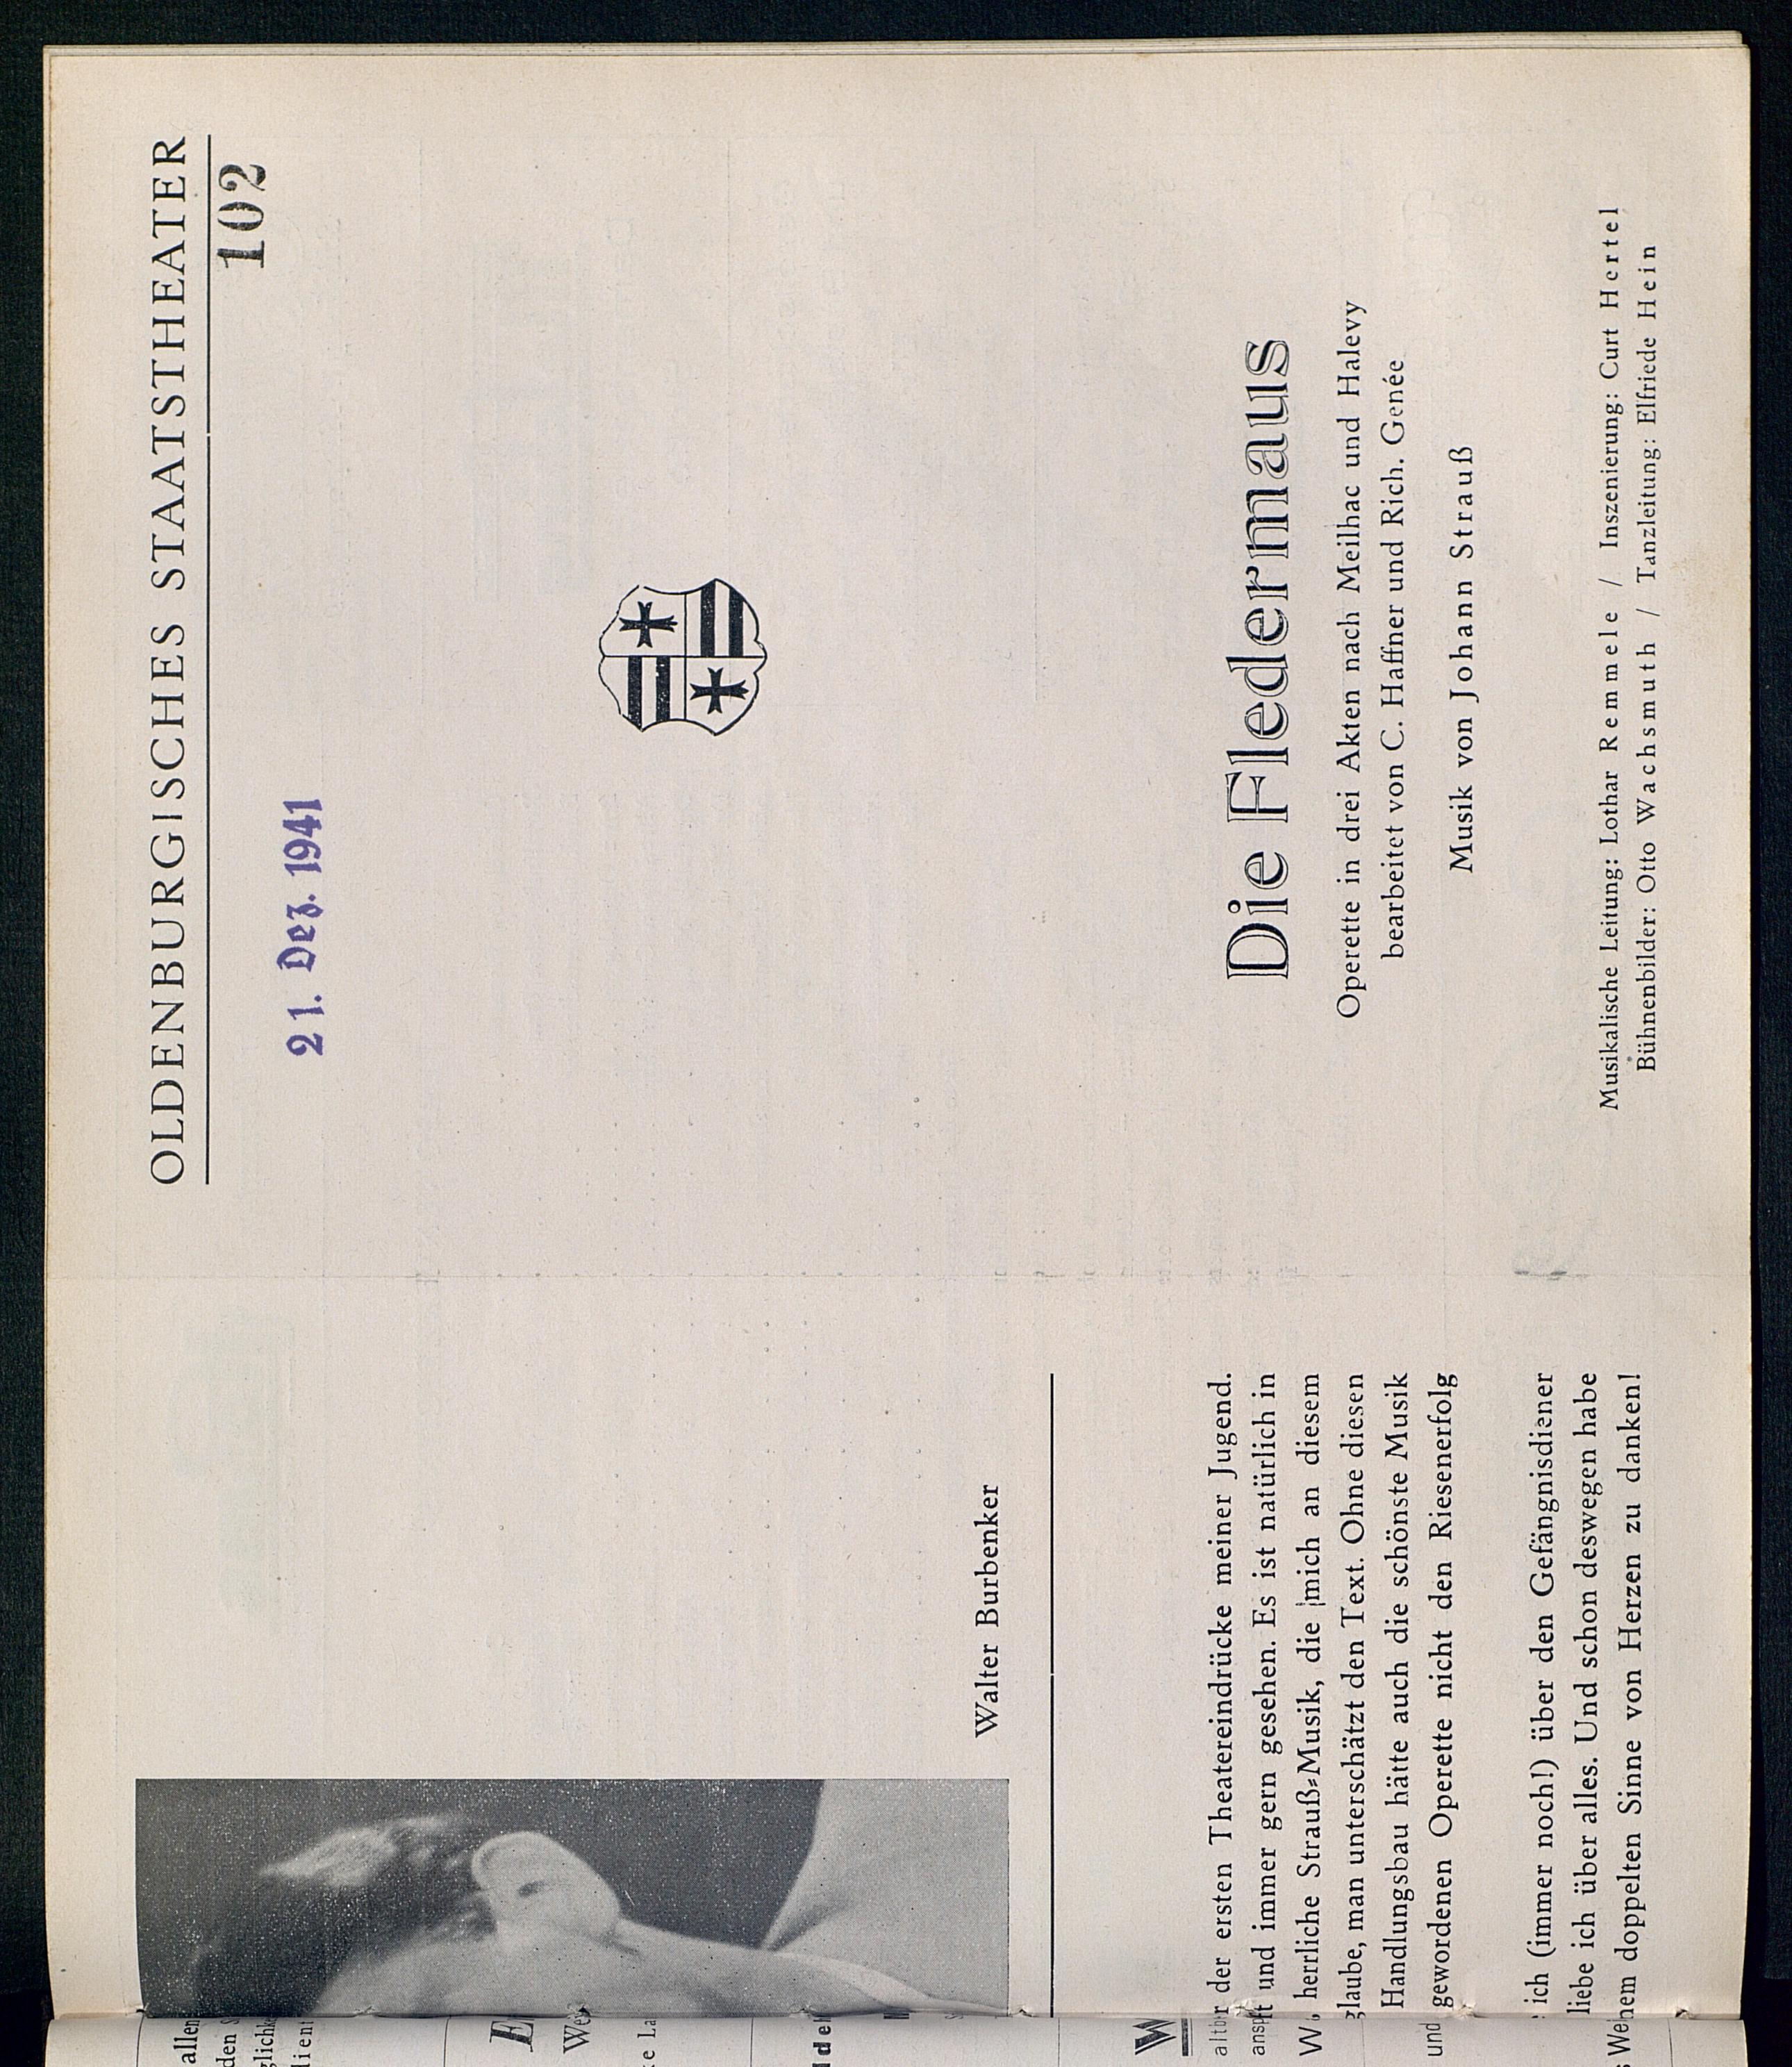 OLDENBURGISCHES STAATSTHEATER
102
21. Dez. 1941
Die Fledermaus
Operette in drei Akten nach Meilhac und Halevy
bearbeitet von C. Haffner und Rich. Genée
Musik von Johann Strauß
Musikalische Leitung: Lothar Remmele / Inszenierung: Curt Hertel
Bühnenbilder: Otto Wachsmuth / Tanzleitung: Elfriede Hein
Walter Burbenker
der ersten Theatereindrücke meiner Jugend.
und immer gern gesehen. Es ist natürlich in
herrliche Strauß=Musik, die mich an diesem
glaube, man unterschätzt den Text. Ohne diesen
Handlungsbau hätte auch die schönste Musik
gewordenen Operette nicht den Riesenerfolg
ich (immer noch!) über den Gefängnisdiener
liebe ich über alles. Und schon deswegen habe
doppelten Sinne von Herzen zu danken!
allen
den
E
W
und